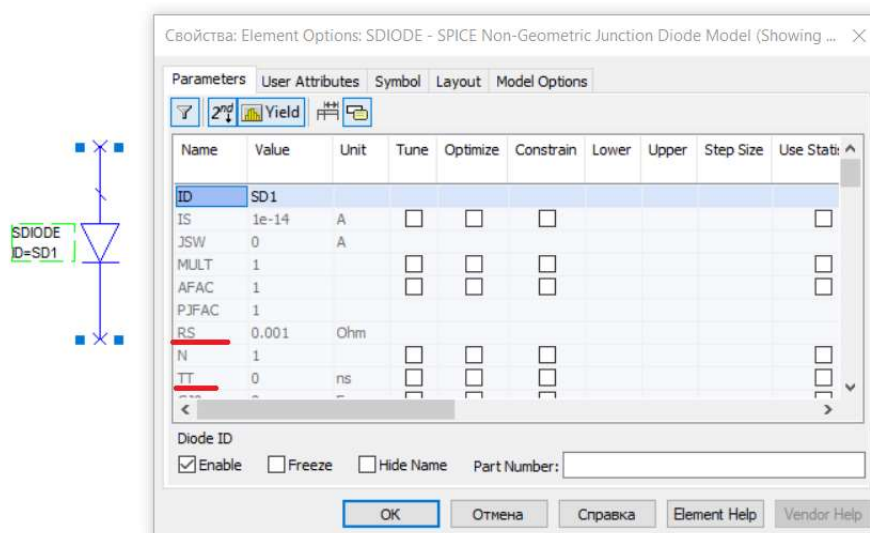 Свойства: Element Options: SDIODE - SPICE Non-Geometric Junction Diode Model (Showing ...
Parameters User Attributes Symbol Layout Model Options
2nd Yield
Name Value Unit Tune Optimize Constrain Lower Upper Step Size Use Stati
ID SD1
IS 1e-14 A
JSW 0 A
MULT 1
AFAC 1
PJFAC 1
RS 0.001 Ohm
N 1
TT 0 ns
SDIODE
ID=SD1
Diode ID
Enable Freeze Hide Name Part Number:
OK Отмена Справка Element Help Vendor Help